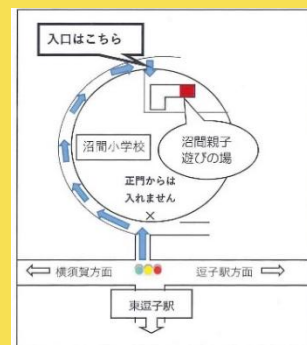 入口はこちら
沼間小学校
沼間親子
遊びの場
正門からは
入れません
横須賀方面
逗子駅方面
東逗子駅